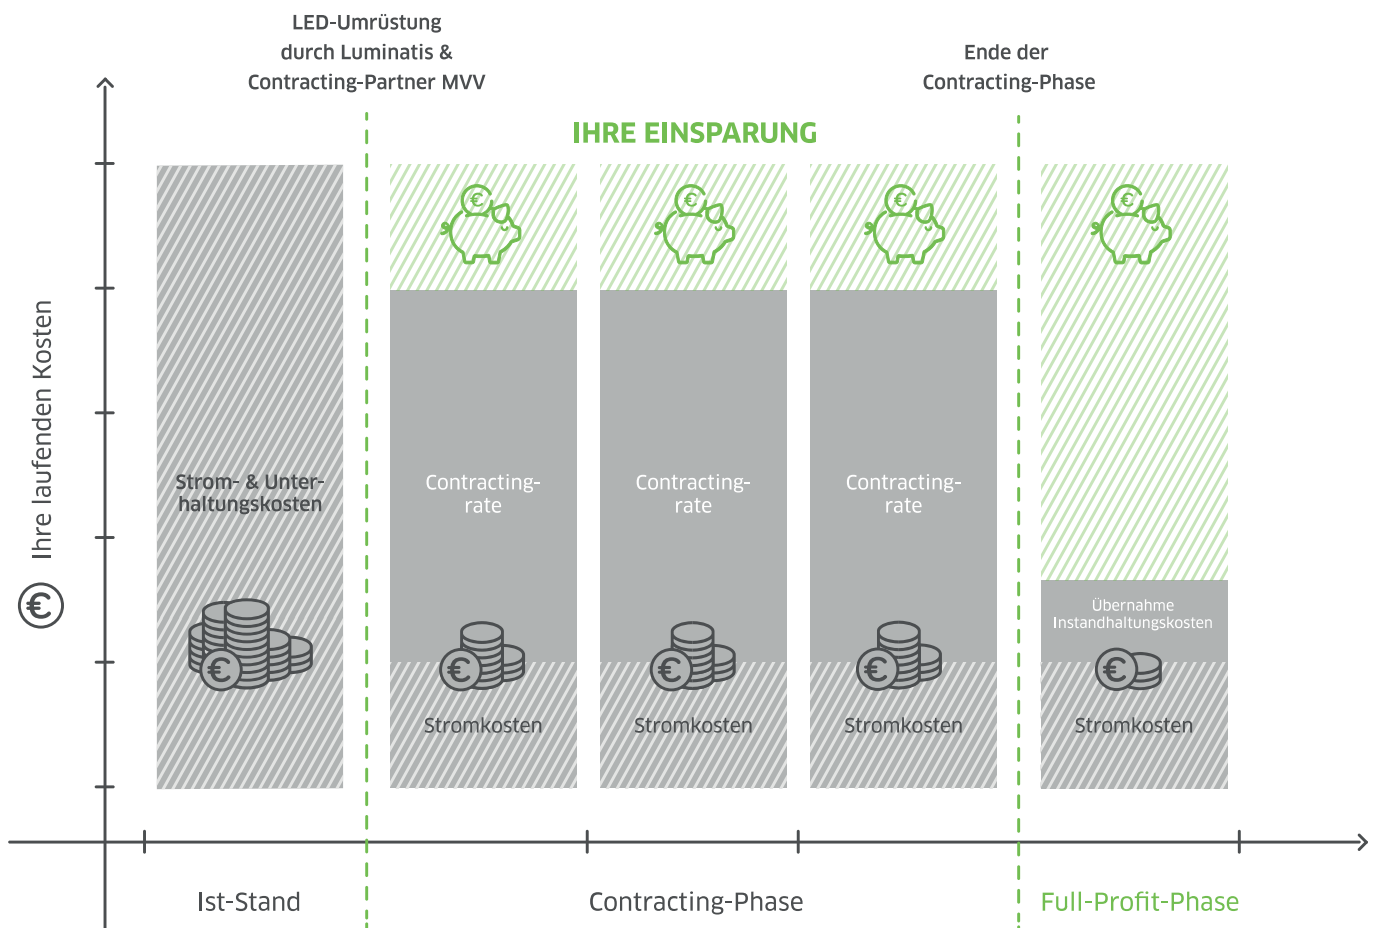 LED-Umrüstung
durch Luminatis &
Contracting-Partner MVV
Ende der
Contracting-Phase
IHRE EINSPARUNG
€
€
€
€
Ihre laufenden Kosten
€
Strom- & Unter-
haltungskosten
Contracting-
rate
Contracting-
rate
Contracting-
rate
Übernahme
Instandhaltungskosten
€
€
€
€
€
Stromkosten
Stromkosten
Stromkosten
Stromkosten
Ist-Stand
Contracting-Phase
Full-Profit-Phase